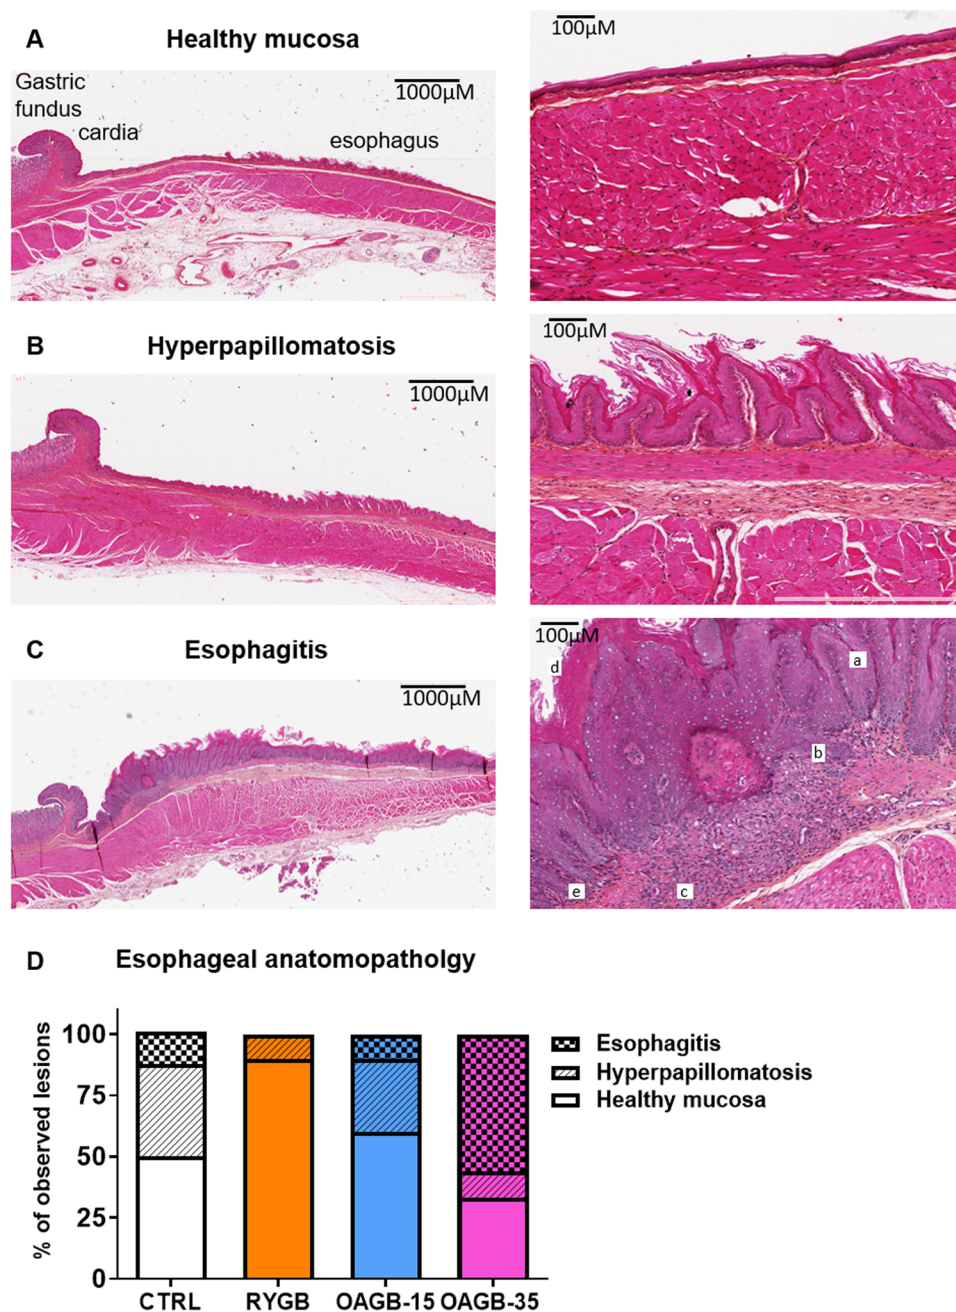 A Healthy mucosa
Gastric
fundus
cardia
esophagus
1000µM
100µM
B Hyperpapillomatosis
1000µM
100µM
C Esophagitis
1000µM
100µM
d
a
b
e
c
D Esophageal anatomopatholgy
% of observed lesions
100
75
50
25
0
CTRL RYGB OAGB-15 OAGB-35
Esophagitis
Hyperpapillomatosis
Healthy mucosa